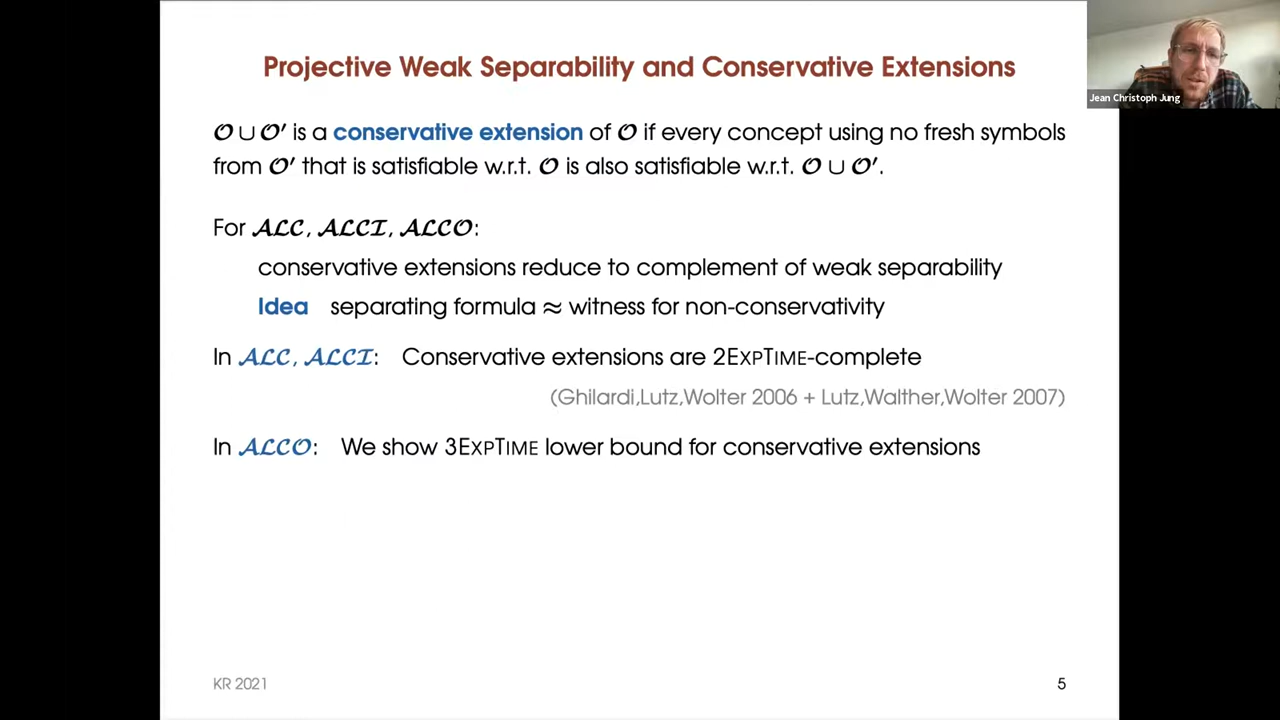 Projective Weak Separability and Conservative Extensions
Jean Christoph Jung
𝒪 ∪ 𝒪′ is a conservative extension of 𝒪 if every concept using no fresh symbols
from 𝒪′ that is satisfiable w.r.t. 𝒪 is also satisfiable w.r.t. 𝒪 ∪ 𝒪′.
For 𝒜ℒ𝒞, 𝒜ℒ𝒞ℐ, 𝒜ℒ𝒞𝒪:
conservative extensions reduce to complement of weak separability
Idea separating formula ≈ witness for non-conservativity
In 𝒜ℒ𝒞, 𝒜ℒ𝒞ℐ: Conservative extensions are 2EXPTIME-complete
(Ghilardi,Lutz,Wolter 2006 + Lutz,Walther,Wolter 2007)
In 𝒜ℒ𝒞𝒪: We show 3EXPTIME lower bound for conservative extensions
KR 2021
5